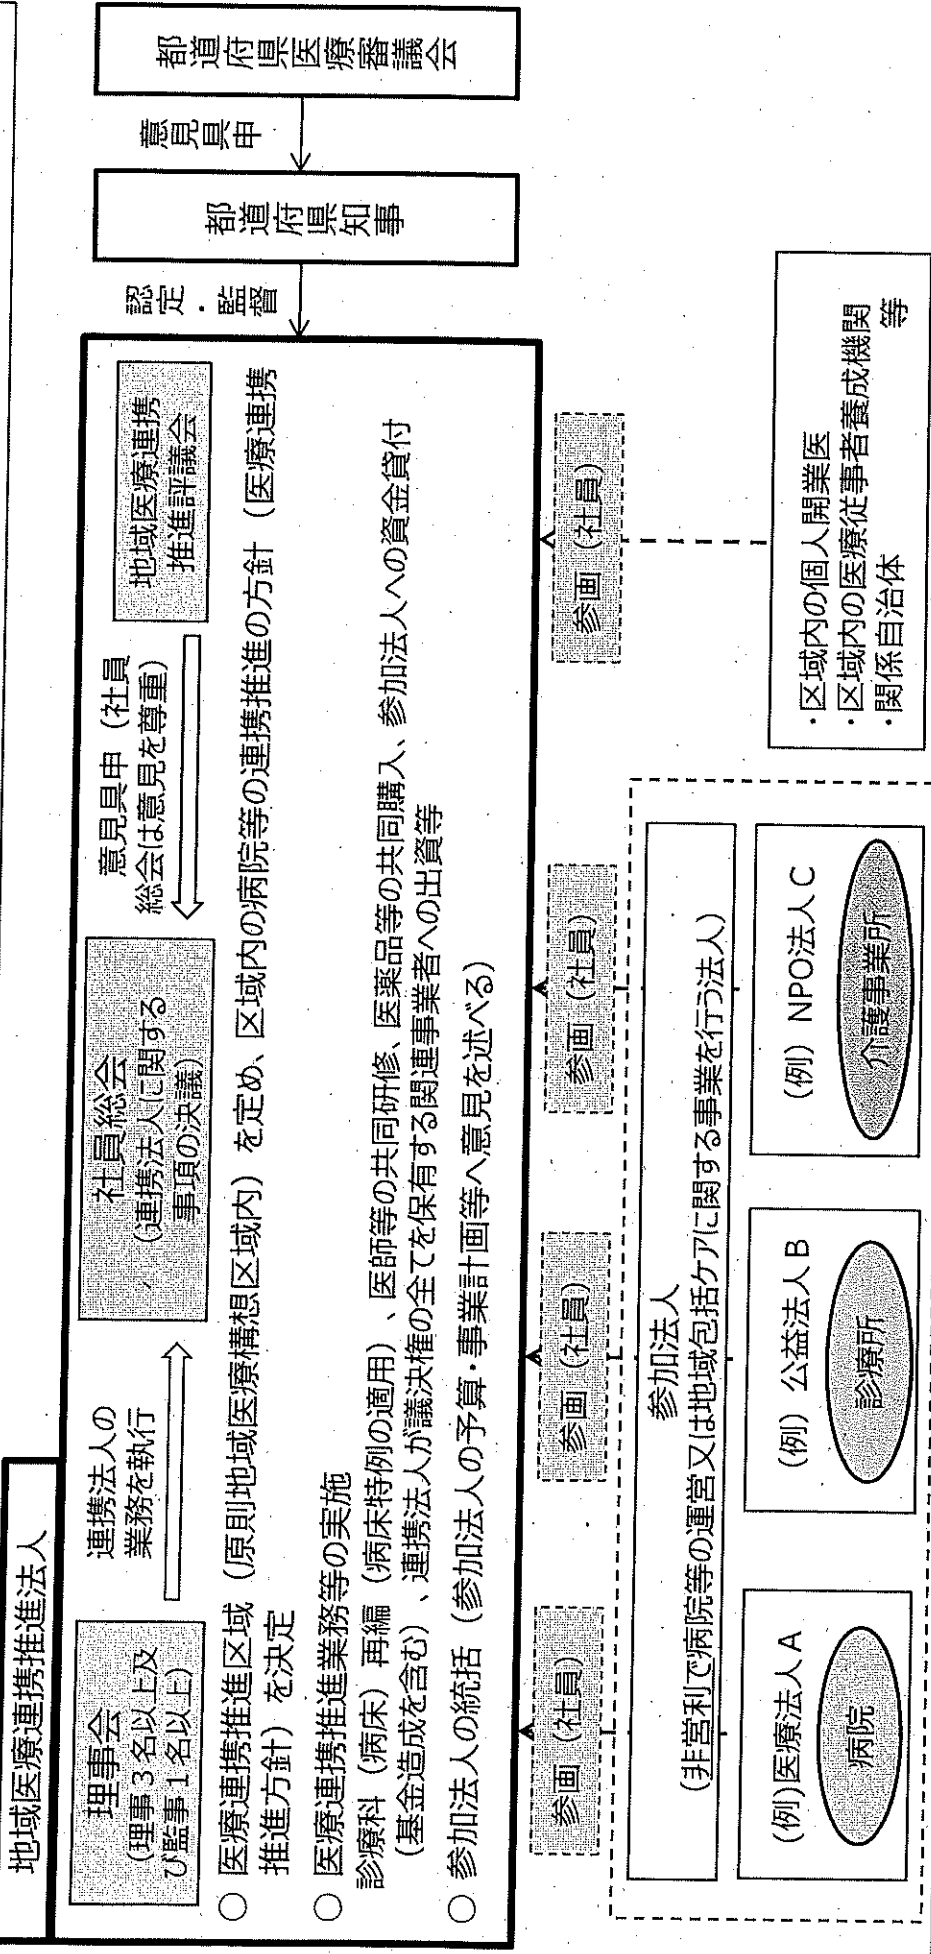 地域医療連携推進法人
理事会
（理事３名以上及
び監事１名以上）
連携法人の
業務を執行
社員総会
（連携法人に関する
事項の決議）
意見具申（社員
総会は意見を尊重）
地域医療連携
推進評議会
認定・監督
都道府県知事
意見具申
都道府県医療審議会
○ 医療連携推進区域（原則地域医療構想区域内）を定め、区域内の病院等の連携推進の方針（医療連携
推進方針）を決定
○ 医療連携推進業務等の実施
診療科（病床）再編（病床特例の適用）、医師等の共同研修、医薬品等の共同購入、参加法人への資金貸付
（基金造成を含む）、連携法人が議決権の全てを保有する関連事業者への出資等
○ 参加法人の統括（参加法人の予算・事業計画等へ意見を述べる）
参画（社員）
参画（社員）
参画（社員）
参画（社員）
参加法人
（非営利で病院等の運営又は地域包括ケアに関する事業を行う法人）
（例）医療法人Ａ
病院
（例）公益法人Ｂ
診療所
（例）NPO法人Ｃ
介護事業所
・区域内の個人開業医
・区域内の医療従事者養成機関
・関係自治体　等